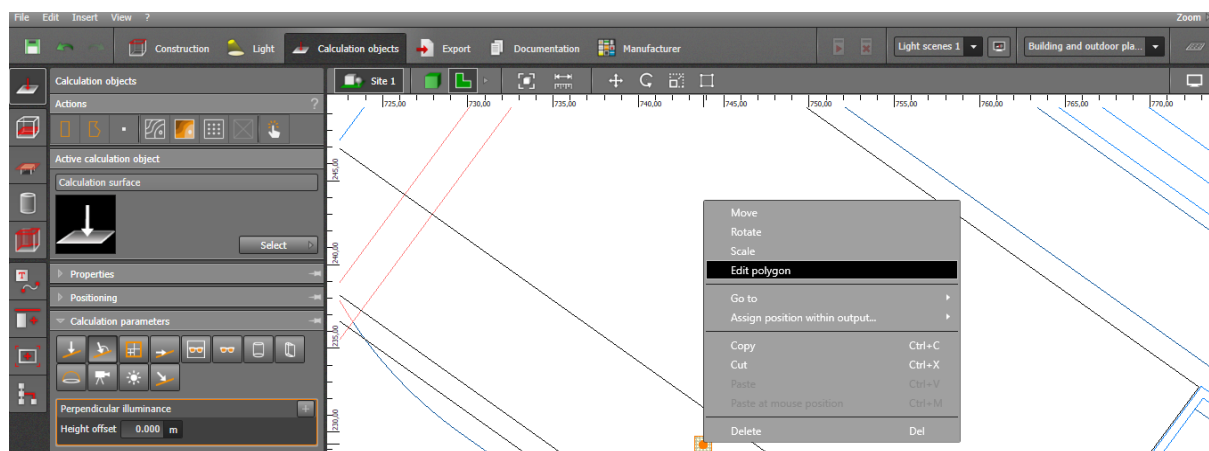 File Edit Insert View ?
Zoom
Construction Light Calculation objects Export Documentation Manufacturer Light scenes 1 Building and outdoor pla...
Calculation objects
Site 1
Actions ?
725,00 730,00 735,00 740,00 745,00 750,00 755,00 760,00 765,00 770,00
Active calculation object
Calculation surface
Select
Properties
Positioning
Calculation parameters
Perpendicular illuminance
Height offset 0.000 m
245,00
240,00
235,00
230,00
Move
Rotate
Scale
Edit polygon
Go to
Assign position within output...
Copy Ctrl+C
Cut Ctrl+X
Paste Ctrl+V
Paste at mouse position Ctrl+M
Delete Del